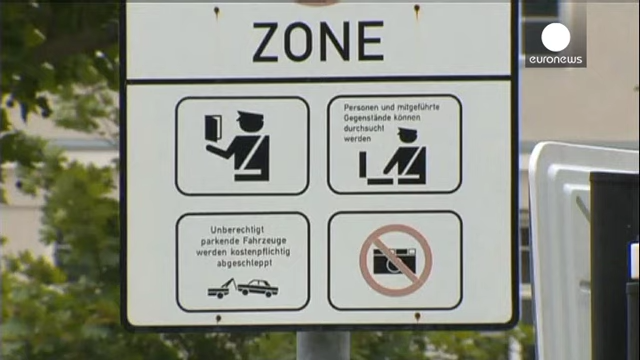 ZONE
euronews
Personen und mitgeführte
Gegenstände können
durchsucht
werden
Unberechtigt
parkende Fahrzeuge
werden kostenpflichtig
abgeschleppt